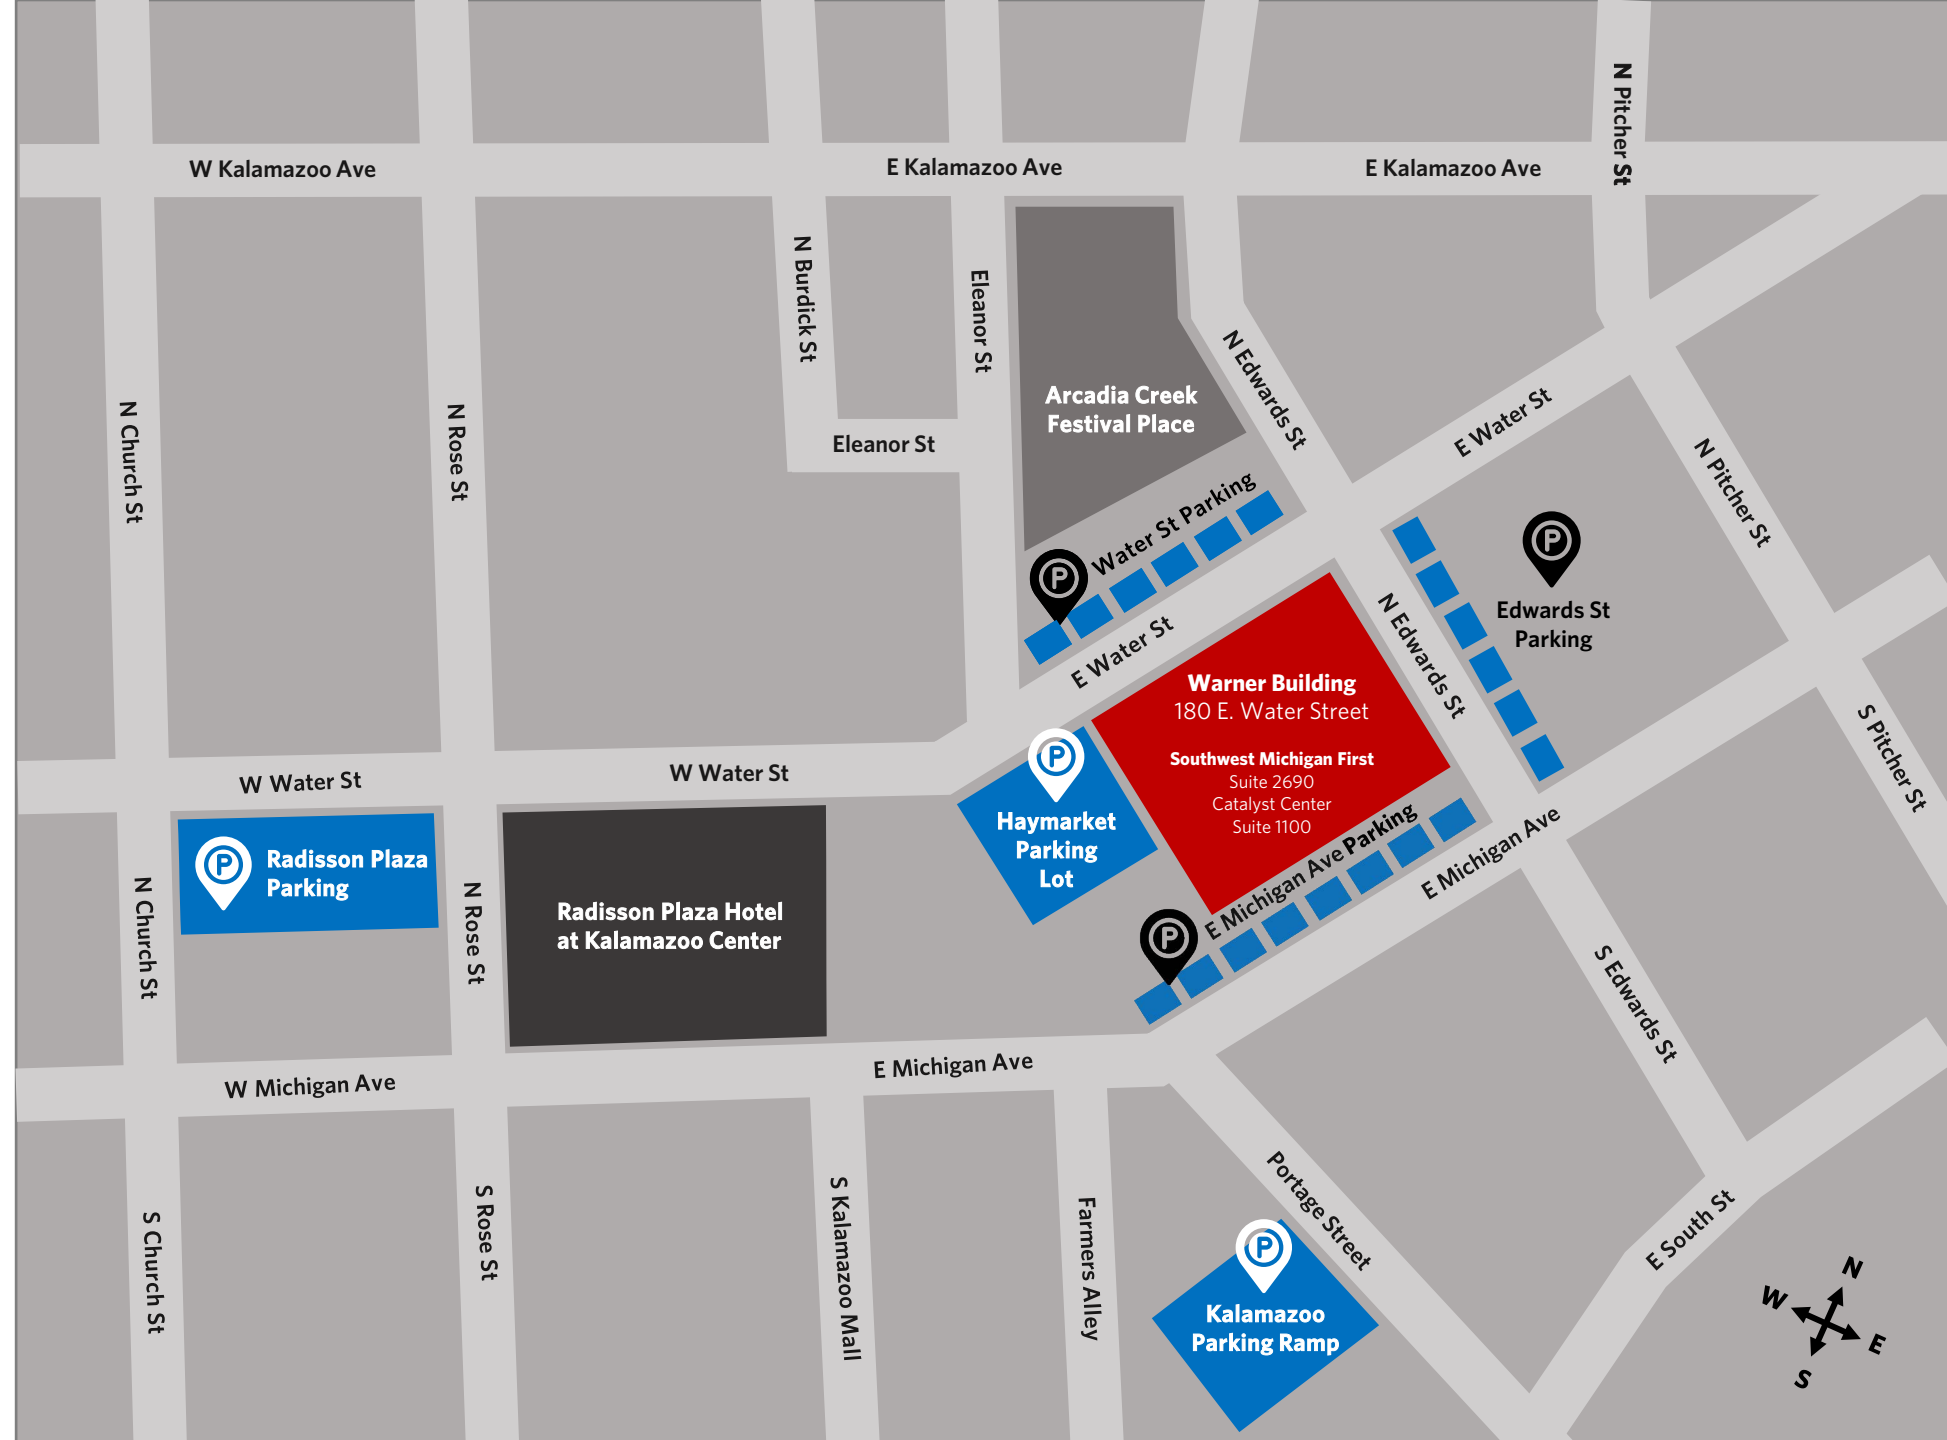 N Pitcher St
W Kalamazoo Ave
E Kalamazoo Ave
E Kalamazoo Ave
N Burdick St
Eleanor St
N Edwards St
N Church St
N Rose St
Arcadia Creek
Festival Place
Eleanor St
E Water St
N Pitcher St
Water St Parking
P
P
Edwards St
Parking
E Water St
N Edwards St
Warner Building
180 E. Water Street
Southwest Michigan First
Suite 2690
Catalyst Center
Suite 1100
S Pitcher St
W Water St
W Water St
P
Haymarket
Parking
Lot
P
Radisson Plaza
Parking
E Michigan Ave Parking
E Michigan Ave
N Church St
N Rose St
Radisson Plaza Hotel
at Kalamazoo Center
P
S Edwards St
W Michigan Ave
E Michigan Ave
S Church St
S Rose St
S Kalamazoo Mall
Farmers Alley
Portage Street
P
Kalamazoo
Parking Ramp
E South St
N
W
E
S